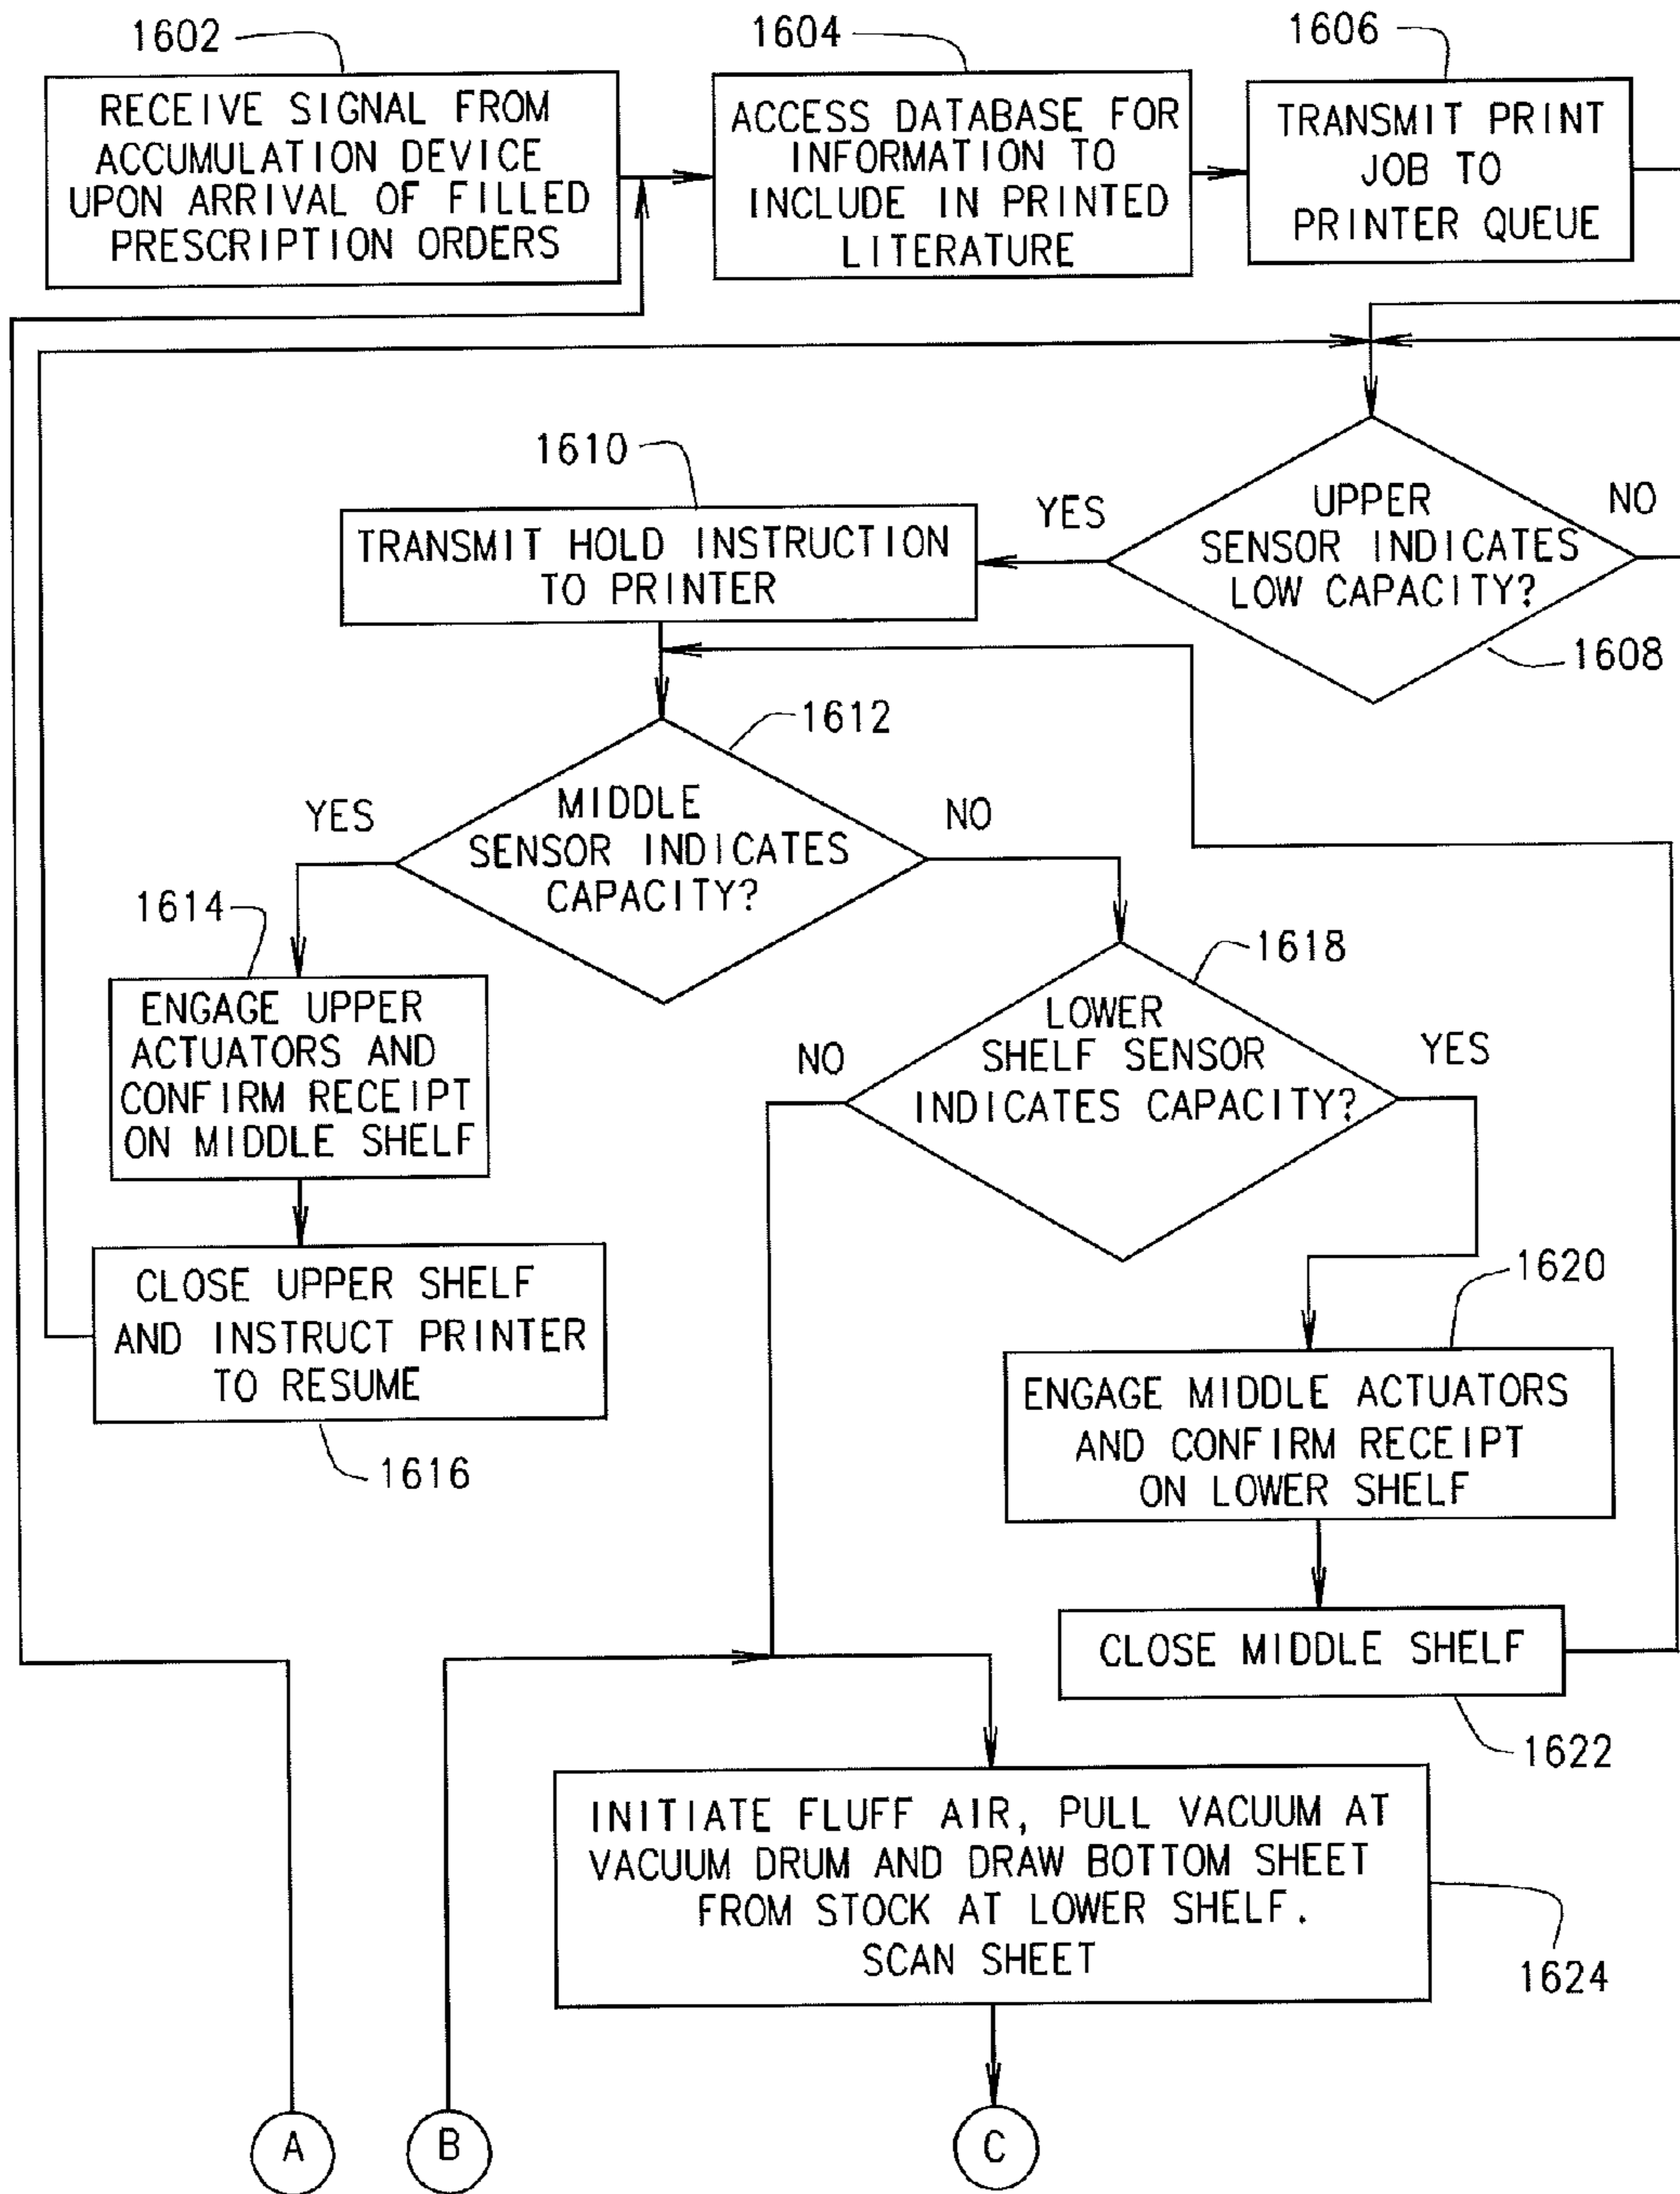 1602
RECEIVE SIGNAL FROM
ACCUMULATION DEVICE
UPON ARRIVAL OF FILLED
PRESCRIPTION ORDERS
1604
ACCESS DATABASE FOR
INFORMATION TO
INCLUDE IN PRINTED
LITERATURE
1606
TRANSMIT PRINT
JOB TO
PRINTER QUEUE
UPPER
SENSOR INDICATES
LOW CAPACITY?
YES
NO
1608
1610
TRANSMIT HOLD INSTRUCTION
TO PRINTER
1612
MIDDLE
SENSOR INDICATES
CAPACITY?
YES
NO
1614
ENGAGE UPPER
ACTUATORS AND
CONFIRM RECEIPT
ON MIDDLE SHELF
CLOSE UPPER SHELF
AND INSTRUCT PRINTER
TO RESUME
1616
1618
LOWER
SHELF SENSOR
INDICATES CAPACITY?
NO
YES
1620
ENGAGE MIDDLE ACTUATORS
AND CONFIRM RECEIPT
ON LOWER SHELF
CLOSE MIDDLE SHELF
1622
INITIATE FLUFF AIR, PULL VACUUM AT
VACUUM DRUM AND DRAW BOTTOM SHEET
FROM STOCK AT LOWER SHELF.
SCAN SHEET
1624
A
B
C